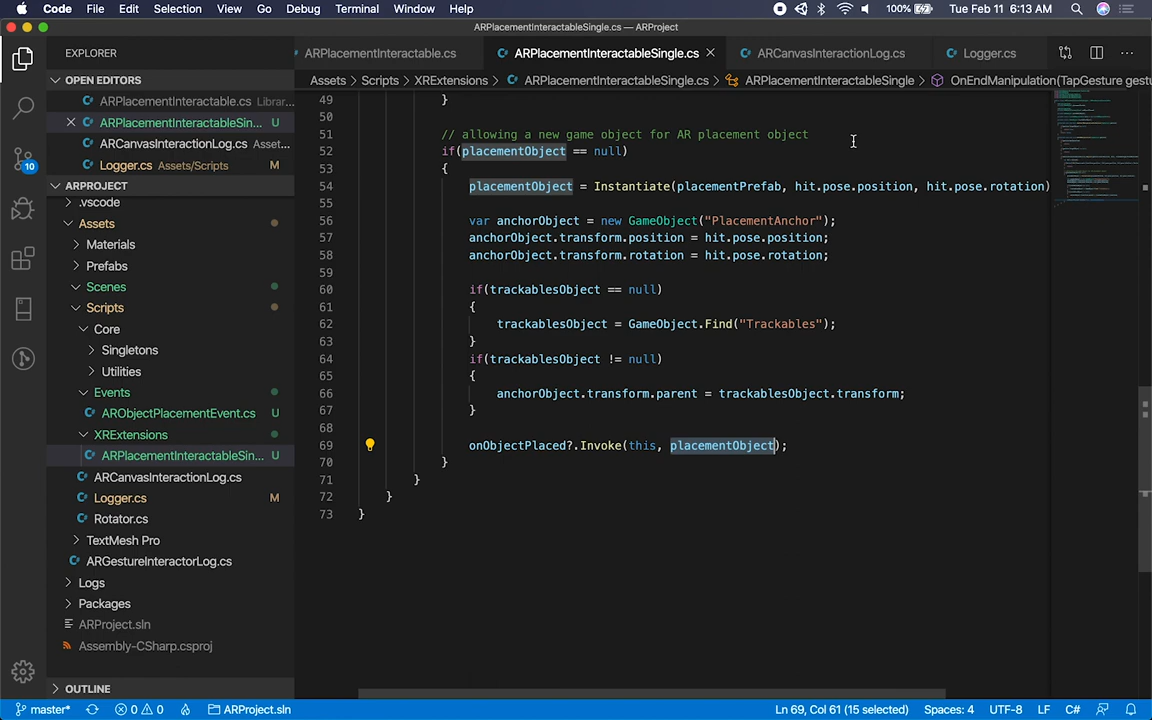 Code File Edit Selection View Go Debug Terminal Window Help 100% Tue Feb 11 6:13 AM
ARPlacementInteractableSingle.cs — ARProject
EXPLORER
ARPlacementInteractable.cs
ARPlacementInteractableSingle.cs
ARCanvasInteractionLog.cs
Logger.cs
OPEN EDITORS
ARPlacementInteractable.cs Librar...
ARPlacementInteractableSin... U
ARCanvasInteractionLog.cs Asset...
Logger.cs Assets/Scripts M
10
ARPROJECT
.vscode
Assets
Materials
Prefabs
Scenes
Scripts
Core
Singletons
Utilities
Events
ARObjectPlacementEvent.cs U
XRExtensions
ARPlacementInteractableSin... U
ARCanvasInteractionLog.cs
Logger.cs M
Rotator.cs
TextMesh Pro
ARGestureInteractorLog.cs
Logs
Packages
ARProject.sln
Assembly-CSharp.csproj
OUTLINE
Assets > Scripts > XRExtensions > ARPlacementInteractableSingle.cs > ARPlacementInteractableSingle > OnEndManipulation(TapGesture gestu
49 }
50
51 // allowing a new game object for AR placement object
52 if(placementObject == null)
53 {
54 placementObject = Instantiate(placementPrefab, hit.pose.position, hit.pose.rotation)
55
56 var anchorObject = new GameObject("PlacementAnchor");
57 anchorObject.transform.position = hit.pose.position;
58 anchorObject.transform.rotation = hit.pose.rotation;
59
60 if(trackablesObject == null)
61 {
62 trackablesObject = GameObject.Find("Trackables");
63 }
64 if(trackablesObject != null)
65 {
66 anchorObject.transform.parent = trackablesObject.transform;
67 }
68
69 onObjectPlaced?.Invoke(this, placementObject);
70 }
71 }
72 }
73 }
master* 0 0 ARProject.sln Ln 69, Col 61 (15 selected) Spaces: 4 UTF-8 LF C#